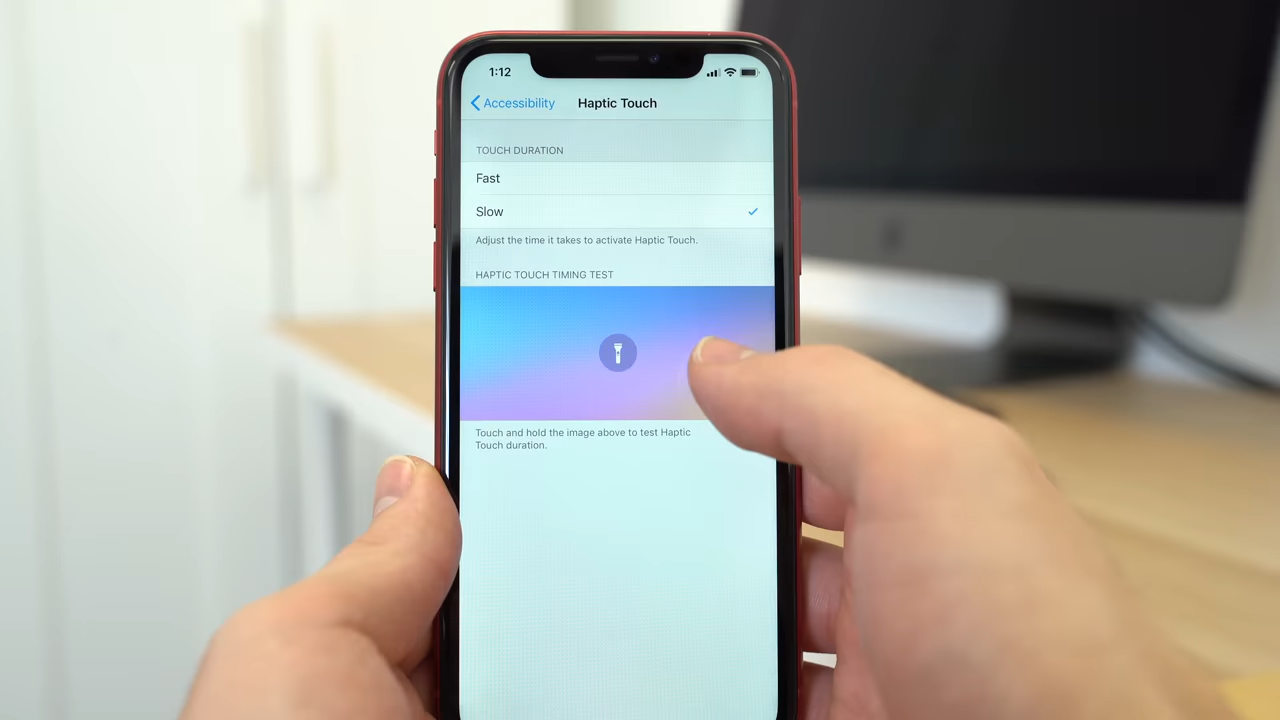 1:12
Accessibility
Haptic Touch
TOUCH DURATION
Fast
Slow
Adjust the time it takes to activate Haptic Touch.
HAPTIC TOUCH TIMING TEST
Touch and hold the image above to test Haptic
Touch duration.